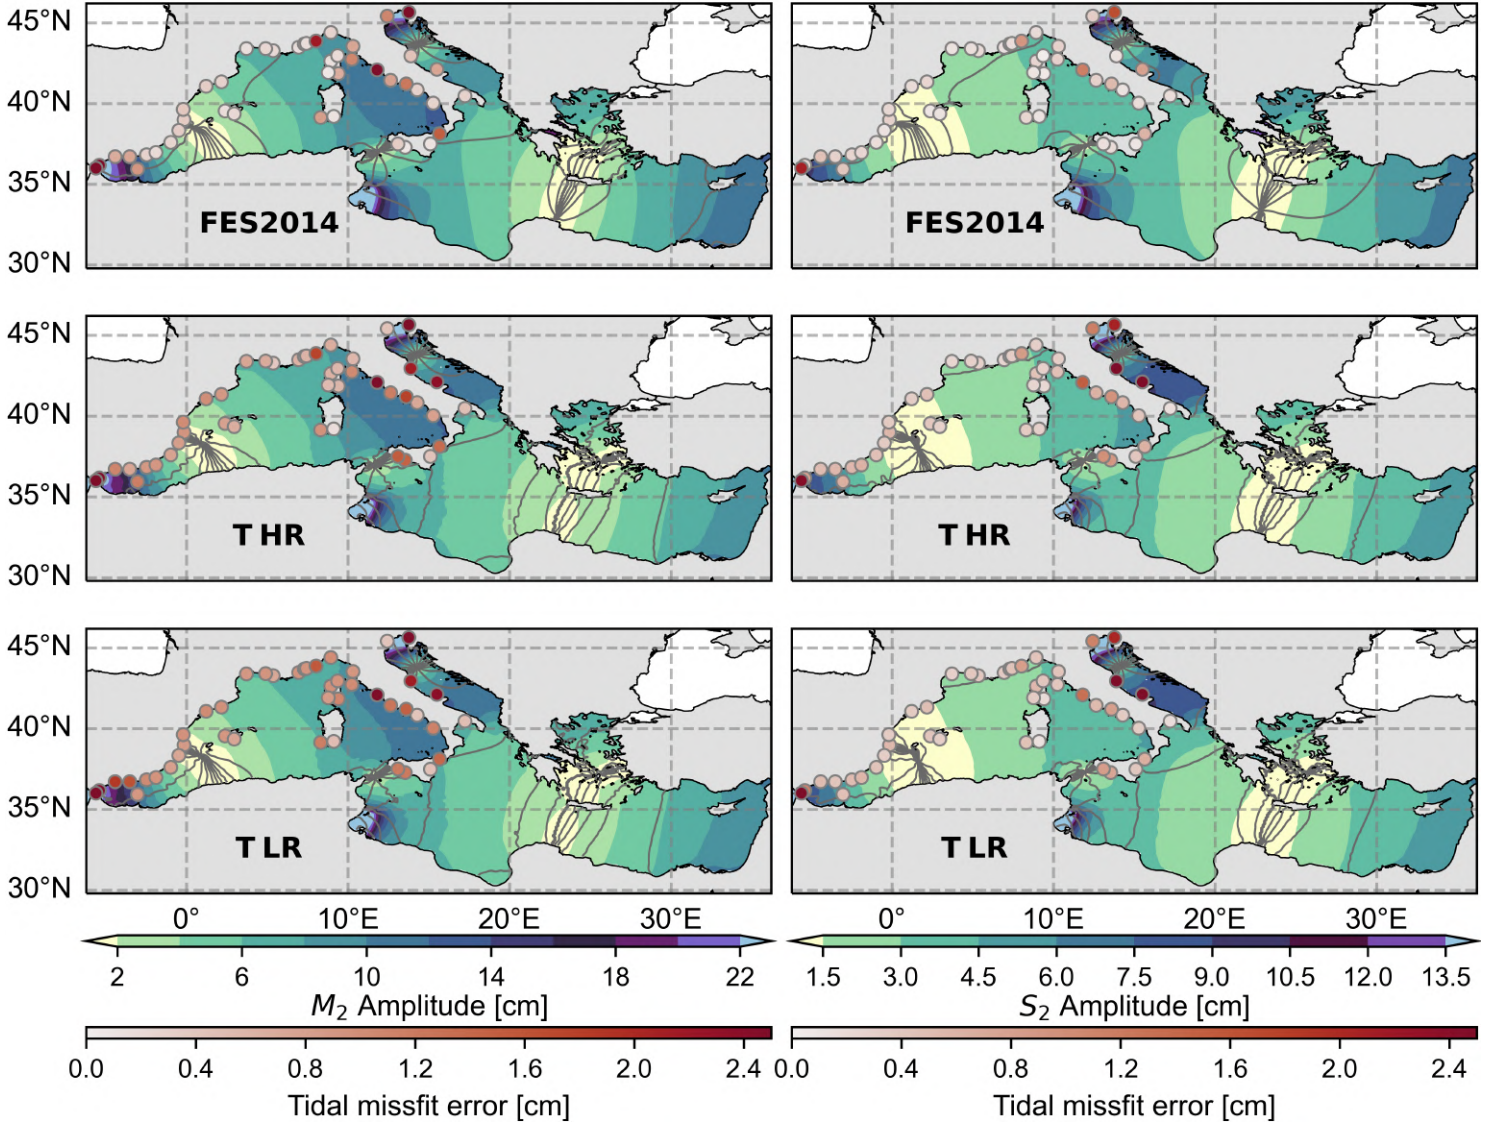 45°N
40°N
35°N
30°N
FES2014
FES2014
45°N
40°N
35°N
30°N
T HR
T HR
45°N
40°N
35°N
30°N
T LR
T LR
0° 10°E 20°E 30°E 0° 10°E 20°E 30°E
2 6 10 14 18 22 1.5 3.0 4.5 6.0 7.5 9.0 10.5 12.0 13.5
M₂ Amplitude [cm] S₂ Amplitude [cm]
0.0 0.4 0.8 1.2 1.6 2.0 2.4 0.0 0.4 0.8 1.2 1.6 2.0 2.4
Tidal missfit error [cm] Tidal missfit error [cm]